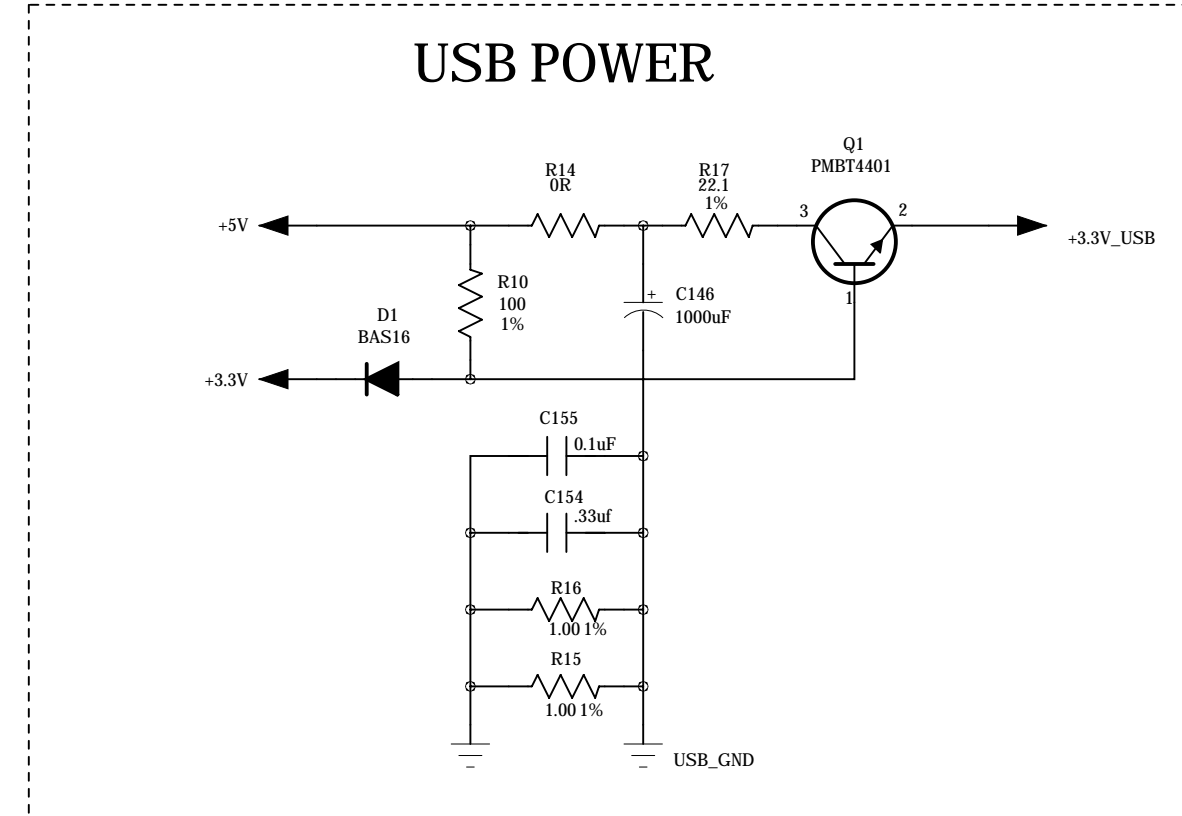 USB POWER
Q1
PMBT4401
R14
0R
R17
22.1
1%
3
2
+5V
+3.3V_USB
R10
100
1%
+
C146
1000uF
1
D1
BAS16
+3.3V
C155
0.1uF
C154
.33uf
R16
1.00 1%
R15
1.00 1%
USB_GND